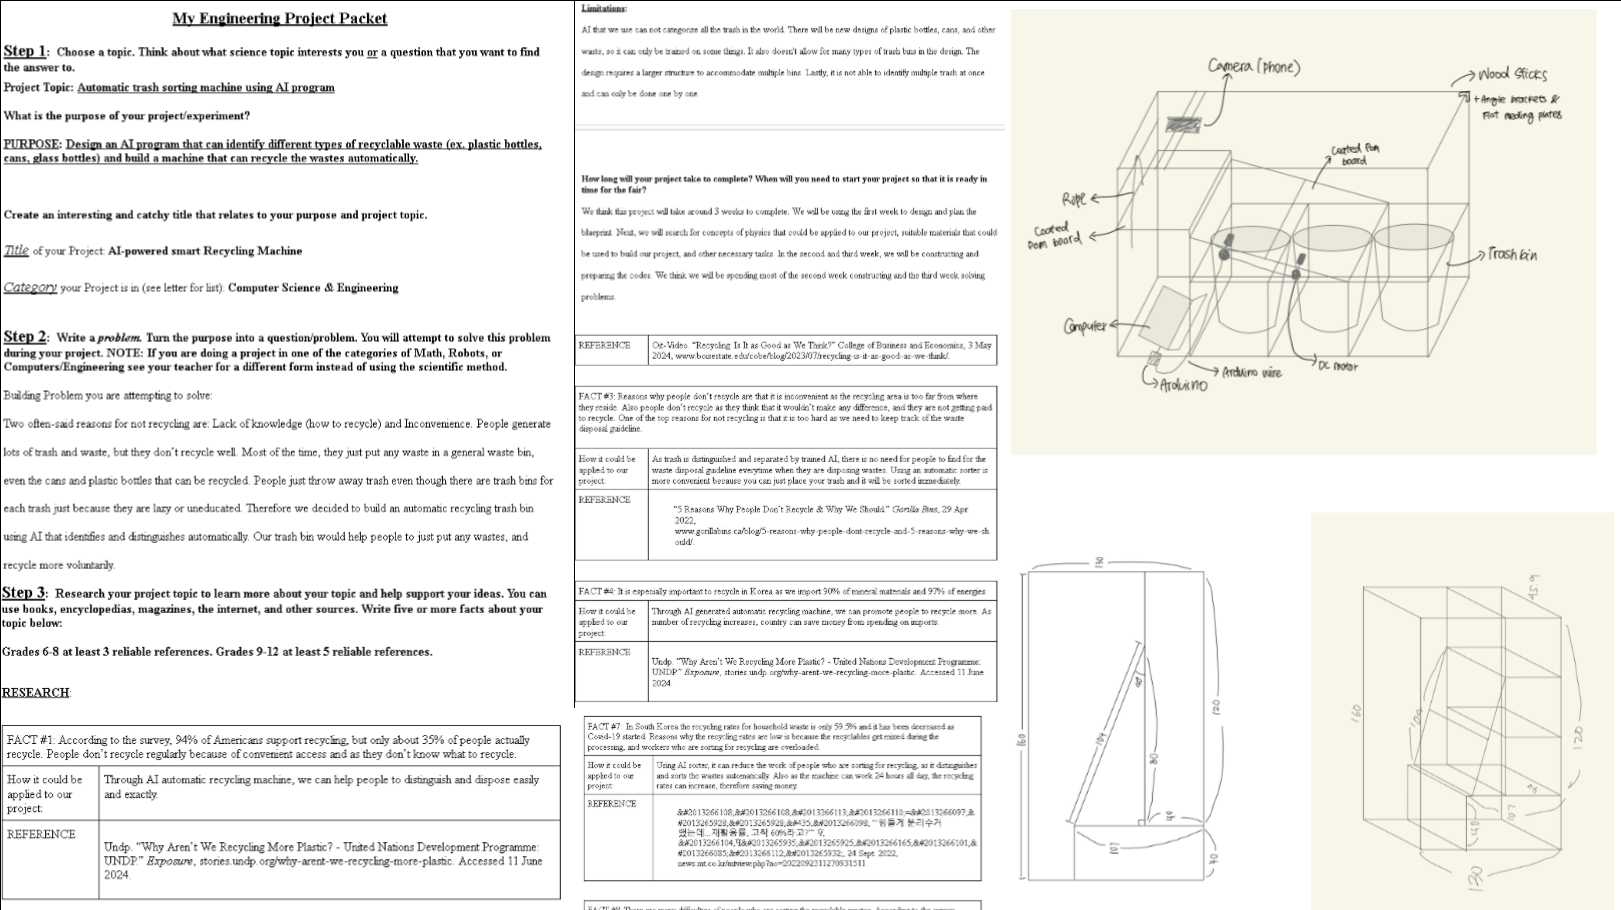 My Engineering Project Packet
Step 1: Choose a topic. Think about what science topic interests you or a question that you want to find
the answer to.
Project Topic: Automatic trash sorting machine using AI program
What is the purpose of your project/experiment?
PURPOSE: Design an AI program that can identify different types of recyclable waste (ex. plastic bottles,
cans, glass bottles) and build a machine that can recycle the wastes automatically.
Create an interesting and catchy title that relates to your purpose and project topic.
Title of your Project: AI-powered smart Recycling Machine
Category your Project is in (see letter for list): Computer Science & Engineering
Step 2: Write a problem. Turn the purpose into a question/problem. You will attempt to solve this problem
during your project. NOTE: If you are doing a project in one of the categories of Math, Robots, or
Computers/Engineering see your teacher for a different form instead of using the scientific method.
Building Problem you are attempting to solve:
Two often-said reasons for not recycling are: Lack of knowledge (how to recycle) and Inconvenience. People generate
lots of trash and waste, but they don't recycle well. Most of the time, they just put any waste in a general waste bin,
even the cans and plastic bottles that can be recycled. People just throw away trash even though there are trash bins for
each trash just because they are lazy or uneducated. Therefore we decided to build an automatic recycling trash bin
using AI that identifies and distinguishes automatically. Our trash bin would help people to just put any wastes, and
recycle more voluntarily.
Step 3: Research your project topic to learn more about your topic and help support your ideas. You can
use books, encyclopedias, magazines, the internet, and other sources. Write five or more facts about your
topic below:
Grades 6-8 at least 3 reliable references. Grades 9-12 at least 5 reliable references.
RESEARCH:
FACT #1: According to the survey, 94% of Americans support recycling, but only about 35% of people actually
recycle. People don't recycle regularly because of convenient access and as they don't know what to recycle.
How it could be
applied to our
project:
Through AI automatic recycling machine, we can help people to distinguish and dispose easily
and exactly.
REFERENCE
Undp. "Why Aren't We Recycling More Plastic? - United Nations Development Programme:
UNDP." Exposure, stories.undp.org/why-arent-we-recycling-more-plastic. Accessed 11 June
2024.
Limitations:
AI that we use can not categorize all the trash in the world. There will be new designs of plastic bottles, cans, and other
waste, so it can only be trained on some things. It also doesn't allow for many types of trash bins in the design. The
design requires a larger structure to accommodate multiple bins. Lastly, it is not able to identify multiple trash at once
and can only be done one by one.
How long will your project take to complete? When will you need to start your project so that it is ready in
time for the fair?
We think this project will take around 3 weeks to complete. We will be using the first week to design and plan the
blueprint. Next, we will search for concepts of physics that could be applied to our project, suitable materials that could
be used to build our project, and other necessary tasks. In the second and third week, we will be constructing and
preparing the codes. We think we will be spending most of the second week constructing and the third week solving
problems.
REFERENCE
On-Video. "Recycling: Is It as Good as We Think?" College of Business and Economics, 3 May
2024, www.boisestate.edu/cobe/blog/2023/07/recycling-is-it-as-good-as-we-think/.
FACT #3: Reasons why people don't recycle are that it is inconvenient as the recycling area is too far from where
they reside. Also people don't recycle as they think that it wouldn't make any difference, and they are not getting paid
to recycle. One of the top reasons for not recycling is that it is too hard as we need to keep track of the waste
disposal guideline.
How it could be
applied to our
project:
As trash is distinguished and separated by trained AI, there is no need for people to find for the
waste disposal guideline everytime when they are disposing wastes. Using an automatic sorter is
more convenient because you can just place your trash and it will be sorted immediately.
REFERENCE
"5 Reasons Why People Don't Recycle & Why We Should." Gorilla Bins, 29 Apr
2022,
www.gorillabins.ca/blog/5-reasons-why-people-dont-recycle-and-5-reasons-why-we-sh
ould/.
FACT #4: It is especially important to recycle in Korea as we import 90% of mineral materials and 97% of energies
How it could be
applied to our
project:
Through AI generated automatic recycling machine, we can promote people to recycle more. As
number of recycling increases, country can save money from spending on imports.
REFERENCE
Undp. "Why Aren't We Recycling More Plastic? - United Nations Development Programme:
UNDP." Exposure, stories.undp.org/why-arent-we-recycling-more-plastic. Accessed 11 June
2024.
FACT #7: In South Korea the recycling rates for household waste is only 59.5% and it has been decreased as
Covid-19 started. Reasons why the recycling rates are low is because the recyclables get mixed during the
processing, and workers who are sorting for recycling are overloaded.
How it could be
applied to our
project:
Using AI sorter, it can reduce the work of people who are sorting for recycling, as it distinguishes
and sorts the wastes automatically. Also as the machine can work 24 hours all day, the recycling
rates can increase, therefore saving money.
REFERENCE
힘들게 분리수거
했는데...재활용률, 고작 60%라고?
24 Sept. 2022,
news.mt.co.kr/mtview.php?no=2022092311270931511
Camera (phone)
Wood Sticks
+Angle brackets &
Flat mending plates
Coated Pom
board
Rope
Coated
Pom board
Trash bin
Computer
Arduino wire
DC motor
Arduino
130
160
104
80
120
40
107
40
45.9
160
120
107
40
130